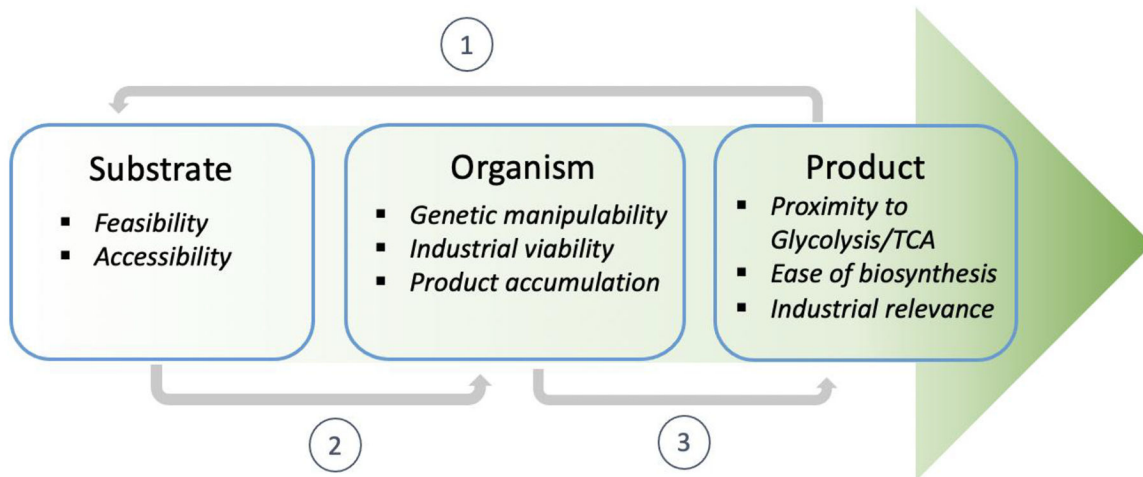 1
Substrate
▪ Feasibility
▪ Accessibility
Organism
▪ Genetic manipulability
▪ Industrial viability
▪ Product accumulation
Product
▪ Proximity to
Glycolysis/TCA
▪ Ease of biosynthesis
▪ Industrial relevance
2
3